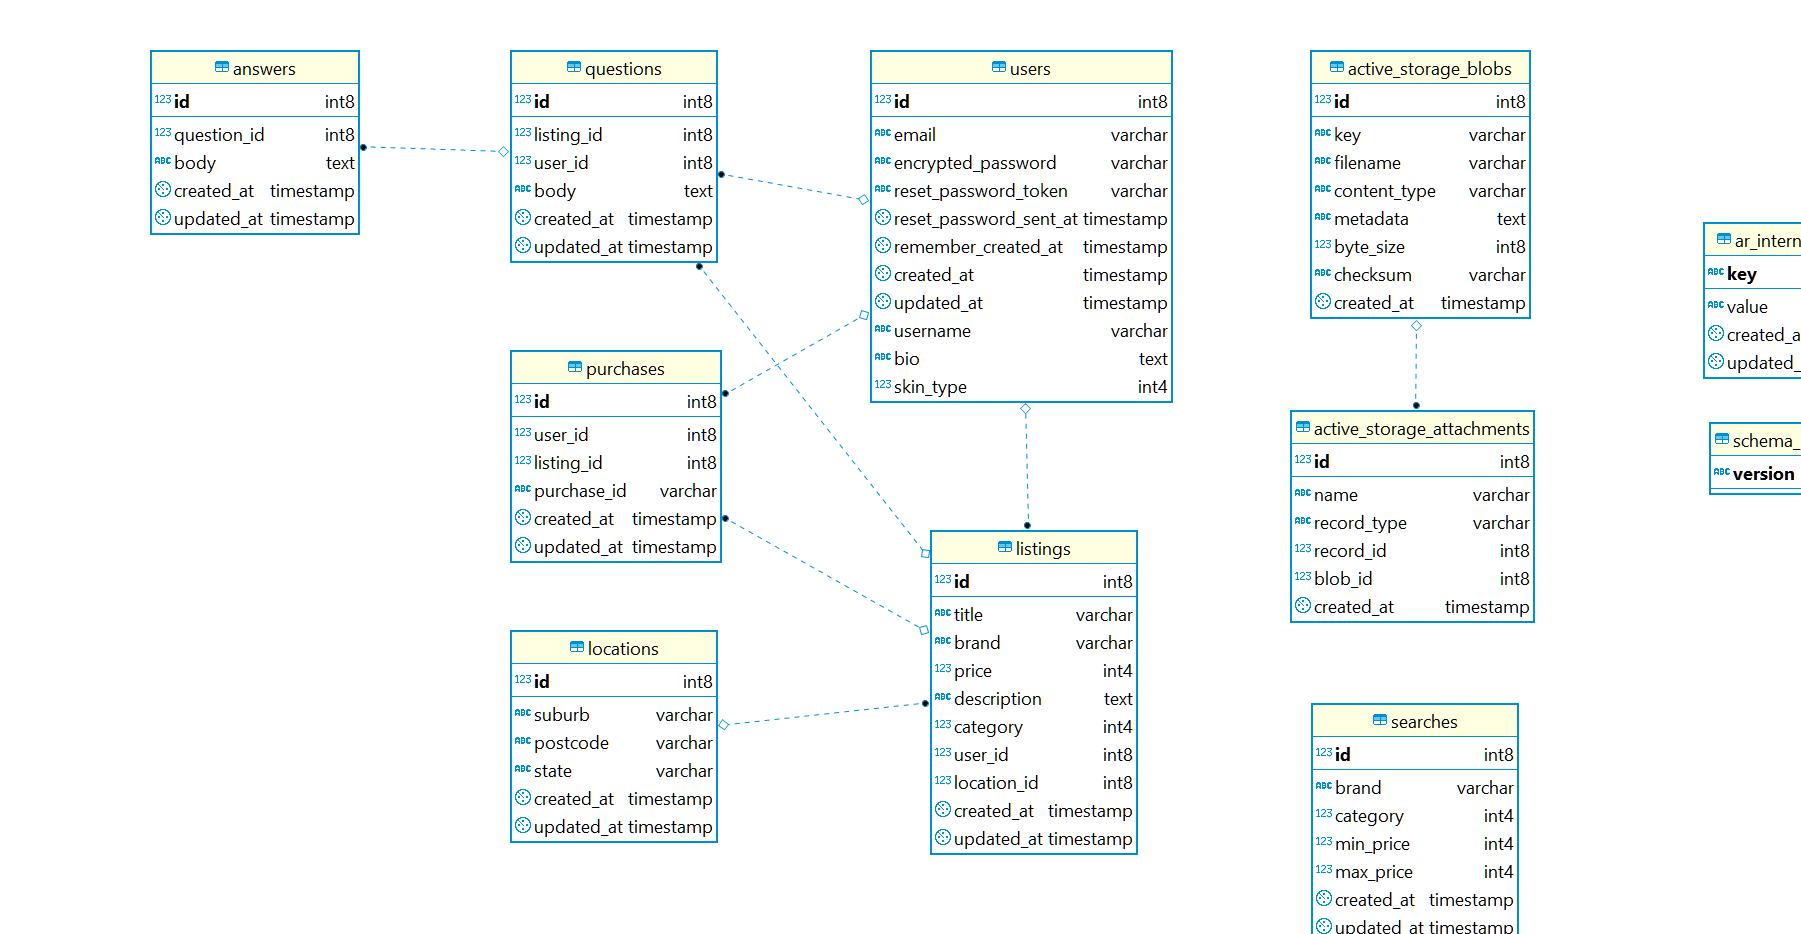 answers
123 id int8
123 question_id int8
ABC body text
created_at timestamp
updated_at timestamp
questions
123 id int8
123 listing_id int8
123 user_id int8
ABC body text
created_at timestamp
updated_at timestamp
users
123 id int8
ABC email varchar
ABC encrypted_password varchar
ABC reset_password_token varchar
reset_password_sent_at timestamp
remember_created_at timestamp
created_at timestamp
updated_at timestamp
ABC username varchar
ABC bio text
123 skin_type int4
active_storage_blobs
123 id int8
ABC key varchar
ABC filename varchar
ABC content_type varchar
ABC metadata text
123 byte_size int8
ABC checksum varchar
created_at timestamp
ar_intern
ABC key
ABC value
created_a
updated_
purchases
123 id int8
123 user_id int8
123 listing_id int8
ABC purchase_id varchar
created_at timestamp
updated_at timestamp
active_storage_attachments
123 id int8
ABC name varchar
ABC record_type varchar
123 record_id int8
123 blob_id int8
created_at timestamp
schema_
ABC version
listings
123 id int8
ABC title varchar
ABC brand varchar
123 price int4
ABC description text
123 category int4
123 user_id int8
123 location_id int8
created_at timestamp
updated_at timestamp
locations
123 id int8
ABC suburb varchar
ABC postcode varchar
ABC state varchar
created_at timestamp
updated_at timestamp
searches
123 id int8
ABC brand varchar
123 category int4
123 min_price int4
123 max_price int4
created_at timestamp
updated_at timestamp